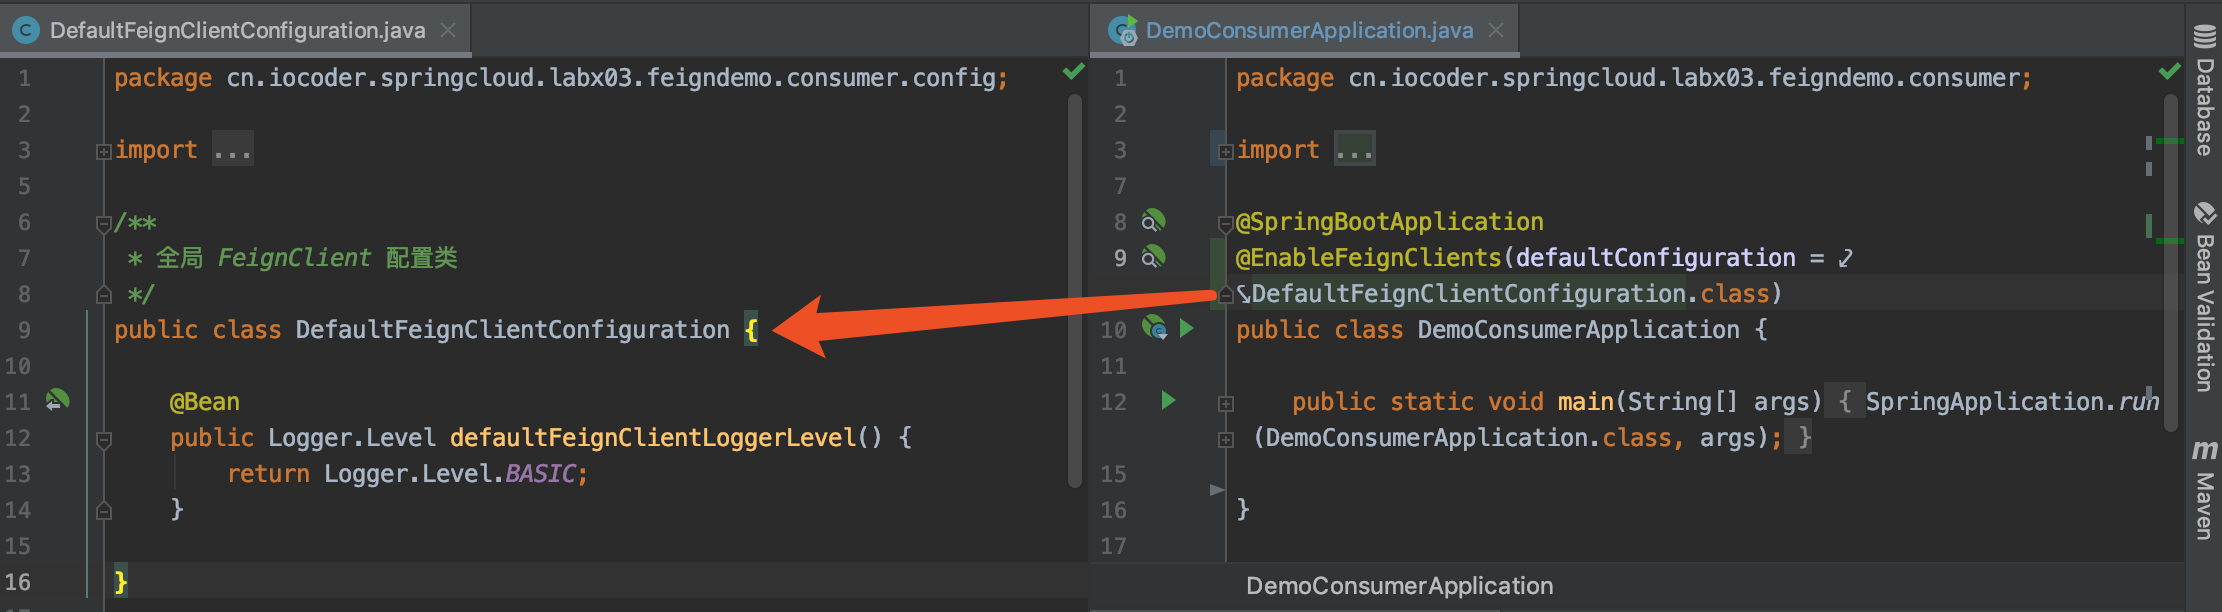 DefaultFeignClientConfiguration.java
1 package cn.iocoder.springcloud.labx03.feigndemo.consumer.config;
2
3 import ...
5
6 /**
7 * 全局 FeignClient 配置类
8 */
9 public class DefaultFeignClientConfiguration {
10
11 @Bean
12 public Logger.Level defaultFeignClientLoggerLevel() {
13 return Logger.Level.BASIC;
14 }
15
16 }
DemoConsumerApplication.java
1 package cn.iocoder.springcloud.labx03.feigndemo.consumer;
2
3 import ...
7
8 @SpringBootApplication
9 @EnableFeignClients(defaultConfiguration =
DefaultFeignClientConfiguration.class)
10 public class DemoConsumerApplication {
11
12 public static void main(String[] args) { SpringApplication.run
(DemoConsumerApplication.class, args); }
15
16 }
17
DemoConsumerApplication
Database
Bean Validation
m Maven